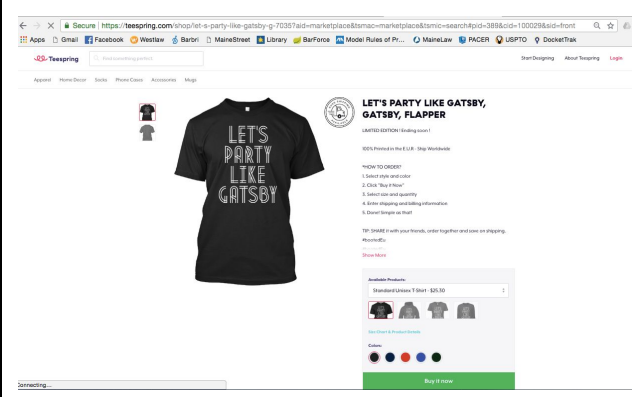 Secure | https://teespring.com/shop/let-s-party-like-gatsby-g-7035?aid=marketplace&tsmac=marketplace&tsmic=search#pid=389&cid=100029&sid=front
Apps Gmail Facebook Westlaw Barbri MaineStreet Library BarForce Model Rules of Pr... MaineLaw PACER USPTO DocketTrak
Teespring Find something perfect Start Designing About Teespring Login
Apparel Home Decor Socks Phone Cases Accessories Mugs
LET'S PARTY LIKE GATSBY,
GATSBY, FLAPPER
LIMITED EDITION ! Ending soon !
100% Printed in the E.U.R - Ship Worldwide
*HOW TO ORDER?
1. Select style and color
2. Click "Buy it Now"
3. Select size and quantity
4. Enter shipping and billing information
5. Done! Simple as that!
TIP: SHARE it with your friends, order together and save on shipping.
#boostedEu
Show More
LET'S
PARTY
LIKE
GATSBY
Available Products:
Standard Unisex T-Shirt - $25.30
Size Chart & Product Details
Colors:
Buy it now
Connecting...